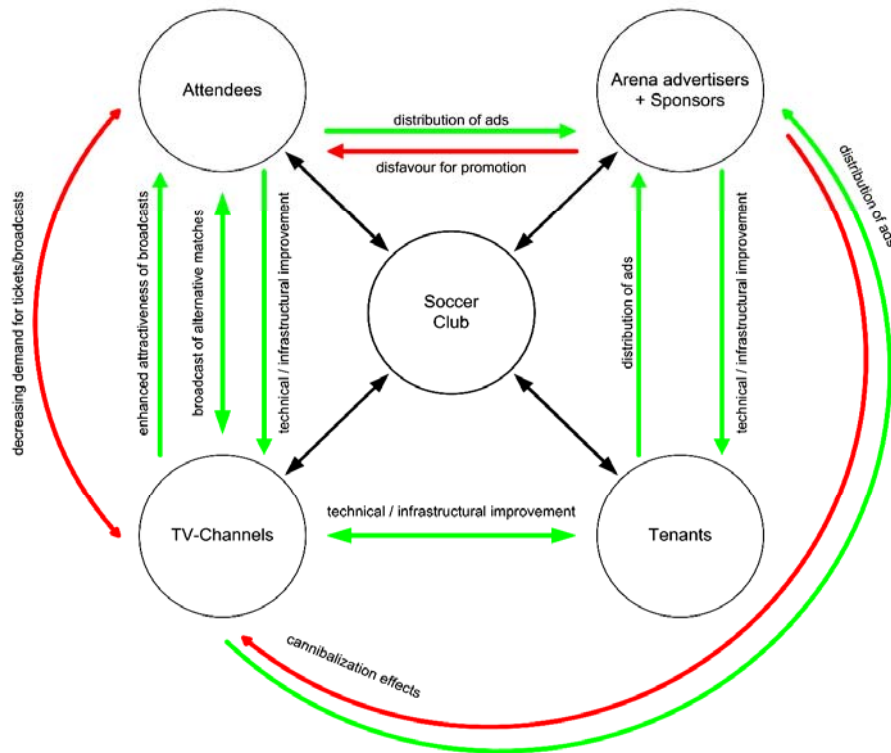 Attendees
Arena advertisers
+ Sponsors
distribution of ads
disfavour for promotion
distribution of ads
decreasing demand for tickets/broadcasts
enhanced attractiveness of broadcasts
broadcast of alternative matches
technical / infrastructural improvement
Soccer
Club
distribution of ads
technical / infrastructural improvement
technical / infrastructural improvement
TV-Channels
Tenants
cannibalization effects